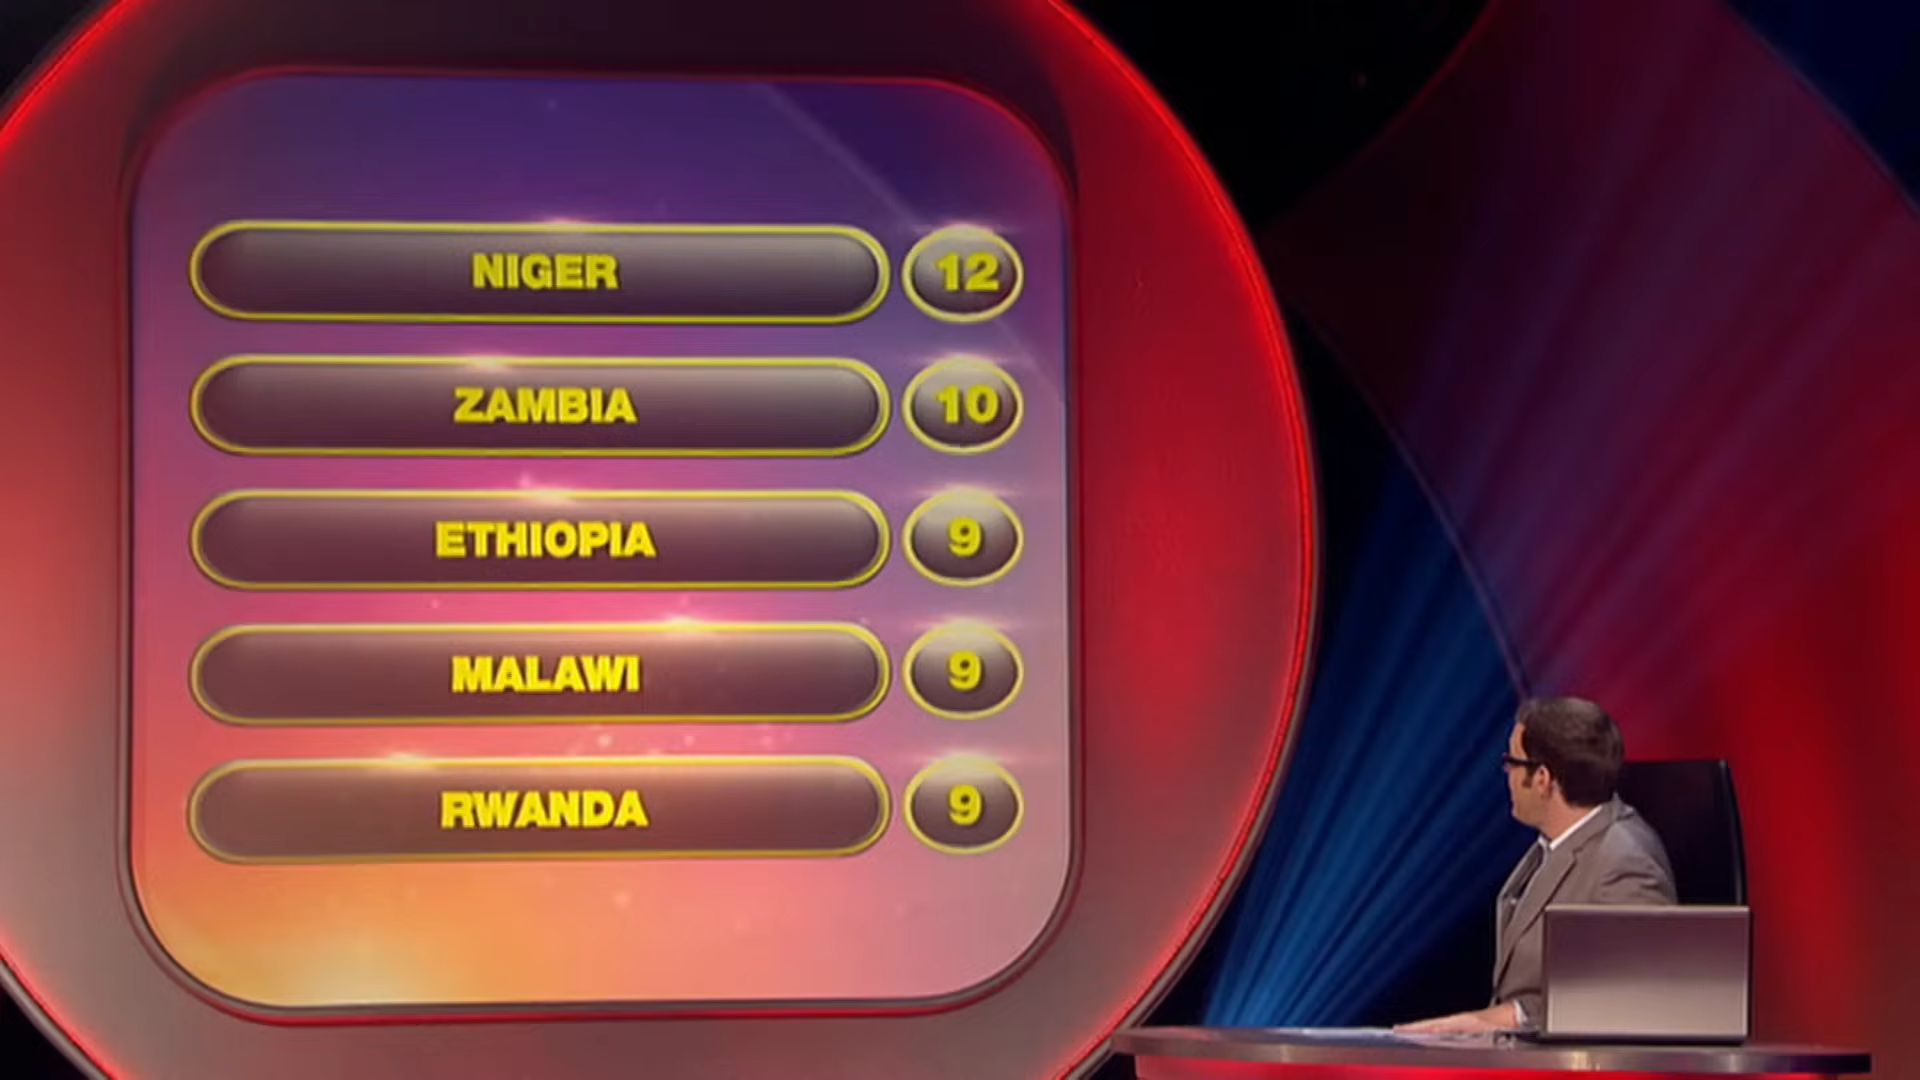 NIGER 12
ZAMBIA 10
ETHIOPIA 9
MALAWI 9
RWANDA 9